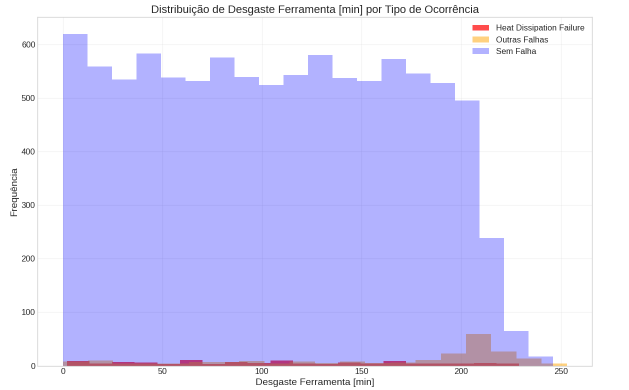 Distribuição de Desgaste Ferramenta [min] por Tipo de Ocorrência
Heat Dissipation Failure
Outras Falhas
Sem Falha
Frequência
600
500
400
300
200
100
0
0
50
100
150
200
250
Desgaste Ferramenta [min]